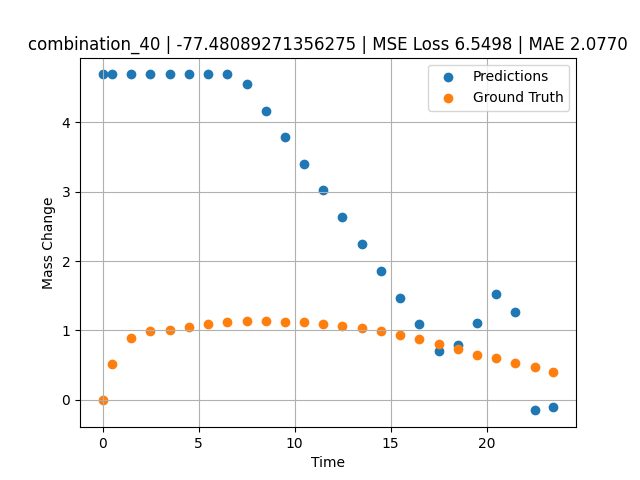 combination_40 | -77.48089271356275 | MSE Loss 6.5498 | MAE 2.0770
Predictions
Ground Truth
4
3
2
1
0
Mass Change
0 5 10 15 20
Time